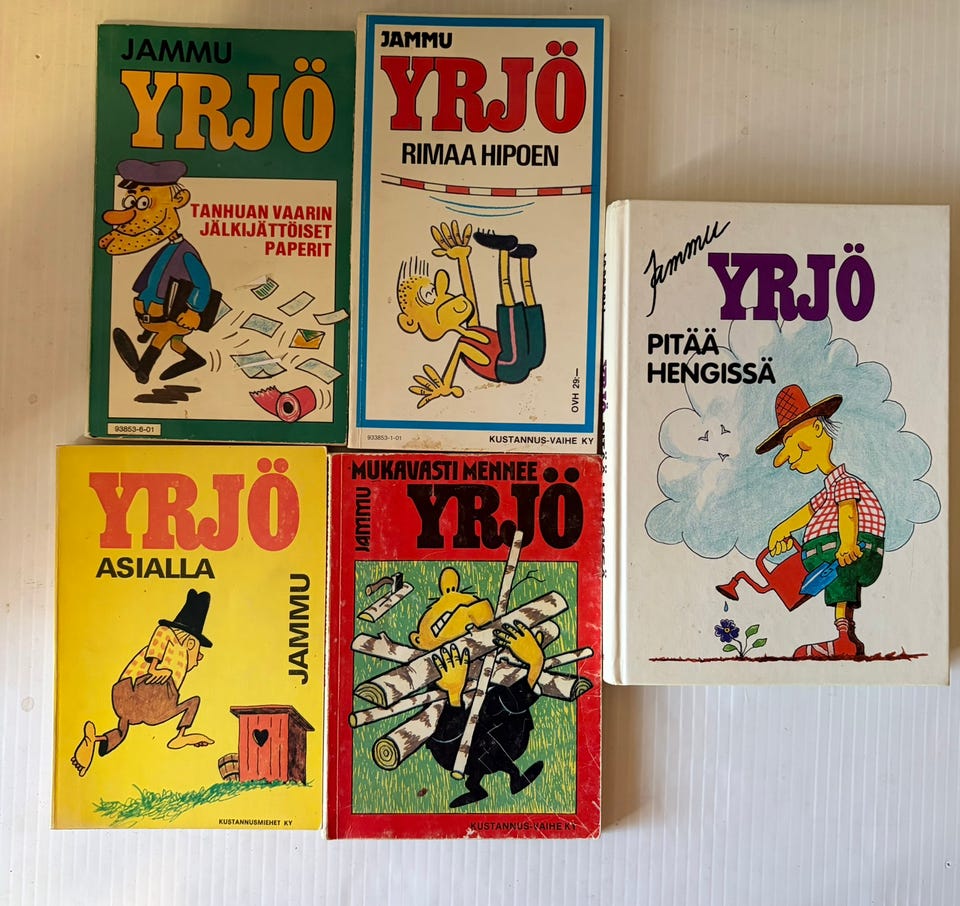 JAMMU
YRJÖ
TANHUAN VAARIN
JÄLKIJÄTTÖISET
PAPERIT
93853-6-01
JAMMU
YRJÖ
RIMAA HIPOEN
OVH 29:—
933853-1-01
KUSTANNUS-VAIHE KY
Jammu
YRJÖ
PITÄÄ
HENGISSÄ
YRJÖ
ASIALLA
JAMMU
KUSTANNUSMIEHET KY
MUKAVASTI MENNEE
JAMMU
YRJÖ
KUSTANNUS-VAIHE KY